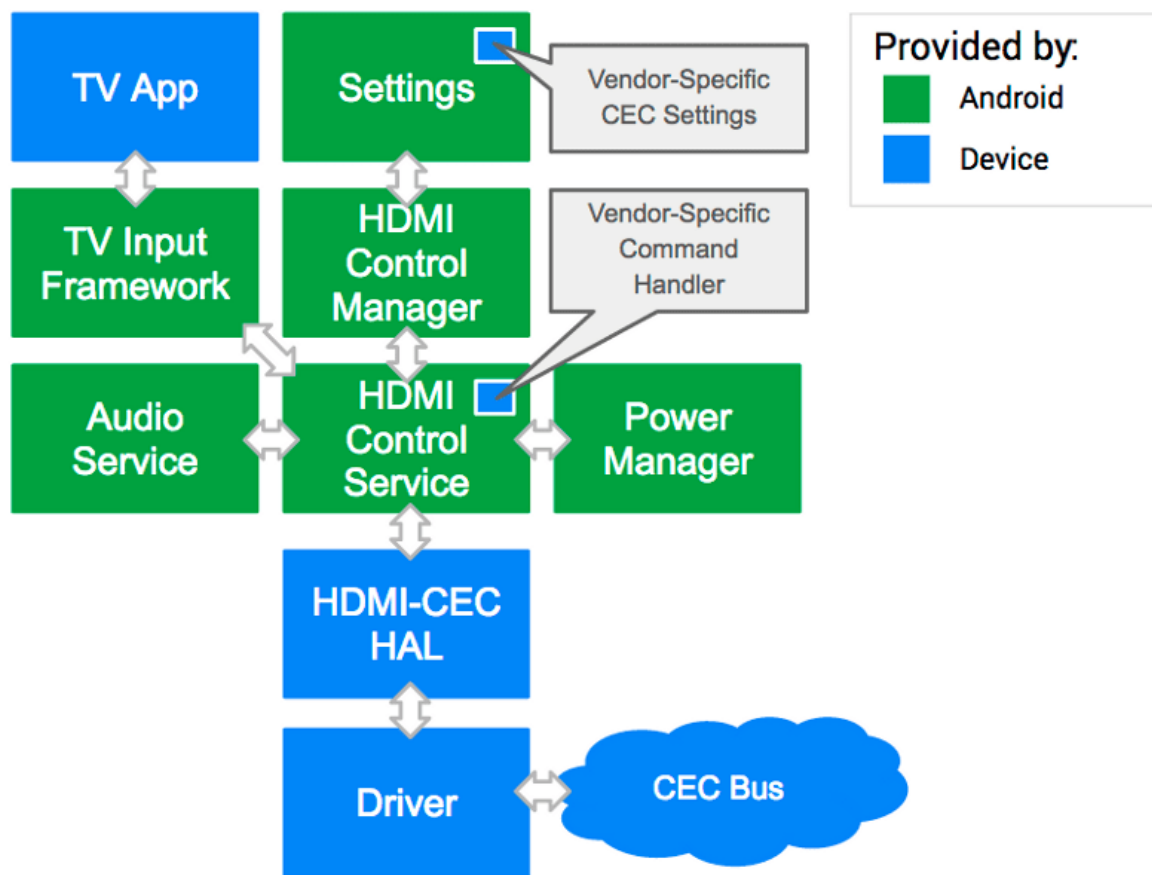 TV App
Settings
Vendor-Specific
CEC Settings
Provided by:
Android
Device
TV Input
Framework
HDMI
Control
Manager
Vendor-Specific
Command
Handler
Audio
Service
HDMI
Control
Service
Power
Manager
HDMI-CEC
HAL
Driver
CEC Bus